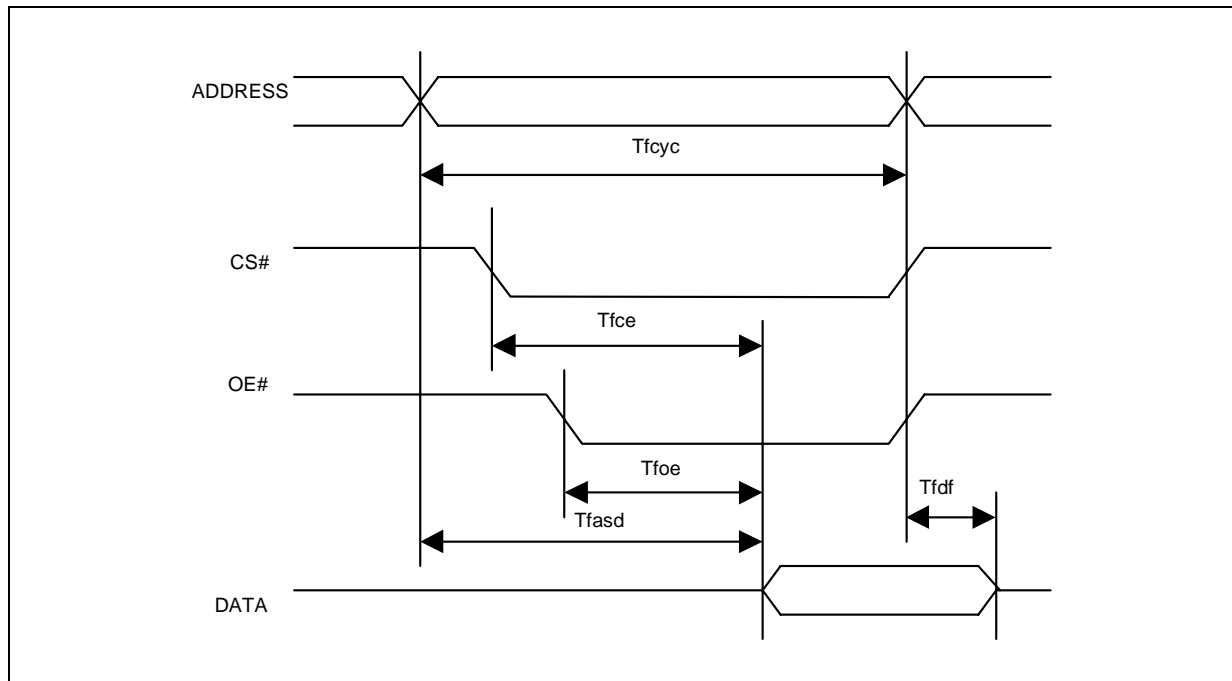 ADDRESS
Tfcyc
CS#
Tfce
OE#
Tfoe
Tfdf
Tfasd
DATA